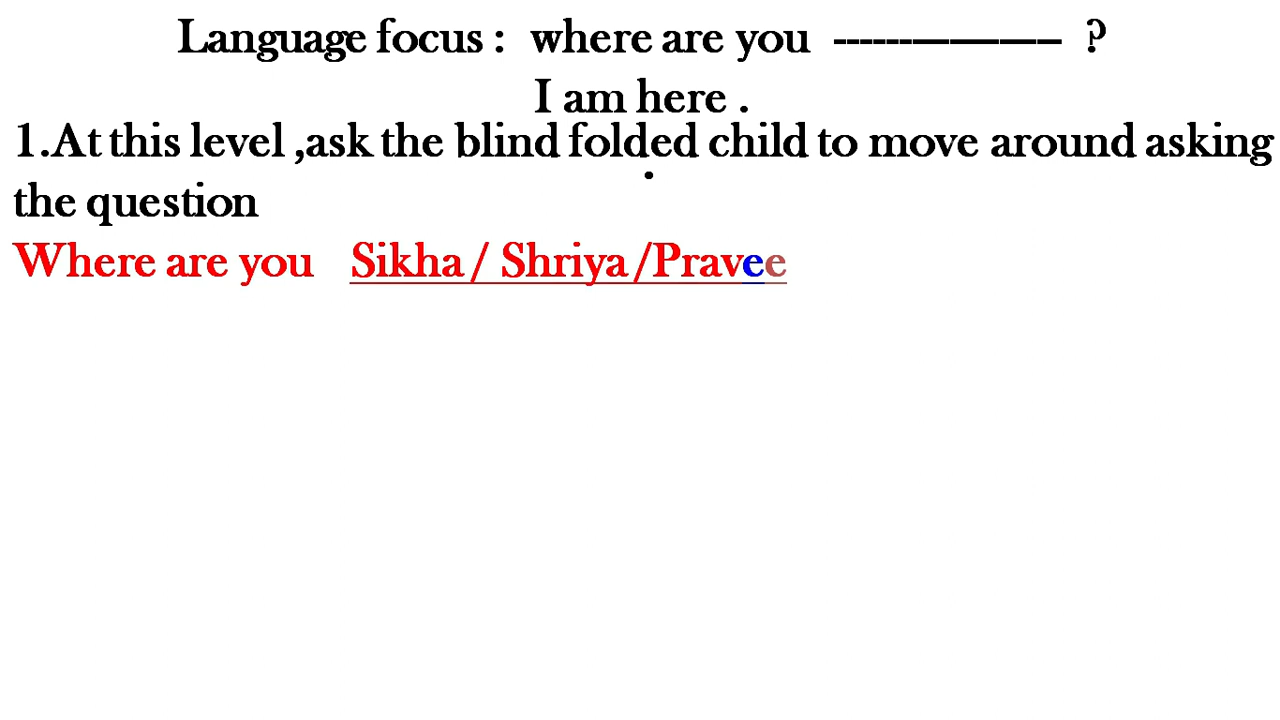 Language focus : where are you ------------------ ?
I am here .
1.At this level ,ask the blind folded child to move around asking
.
the question
Where are you Sikha / Shriya /Pravee